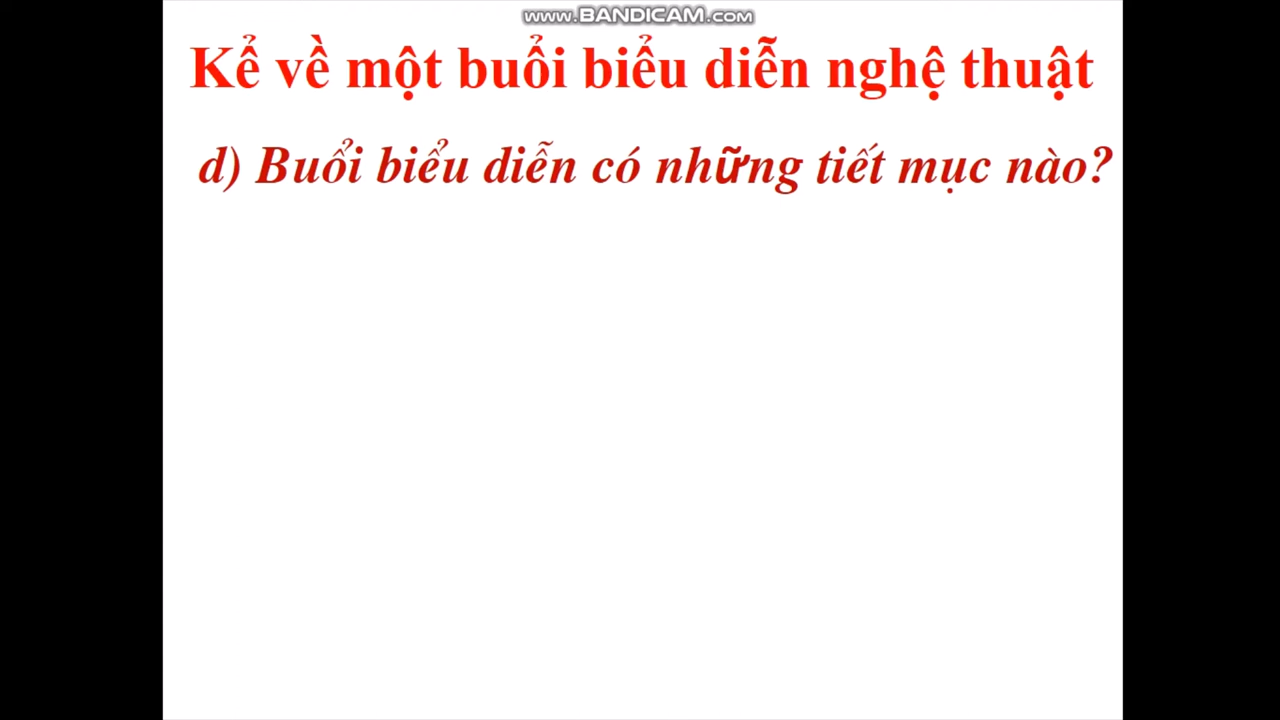 www.BANDICAM.com
Kể về một buổi biểu diễn nghệ thuật
d) Buổi biểu diễn có những tiết mục nào?